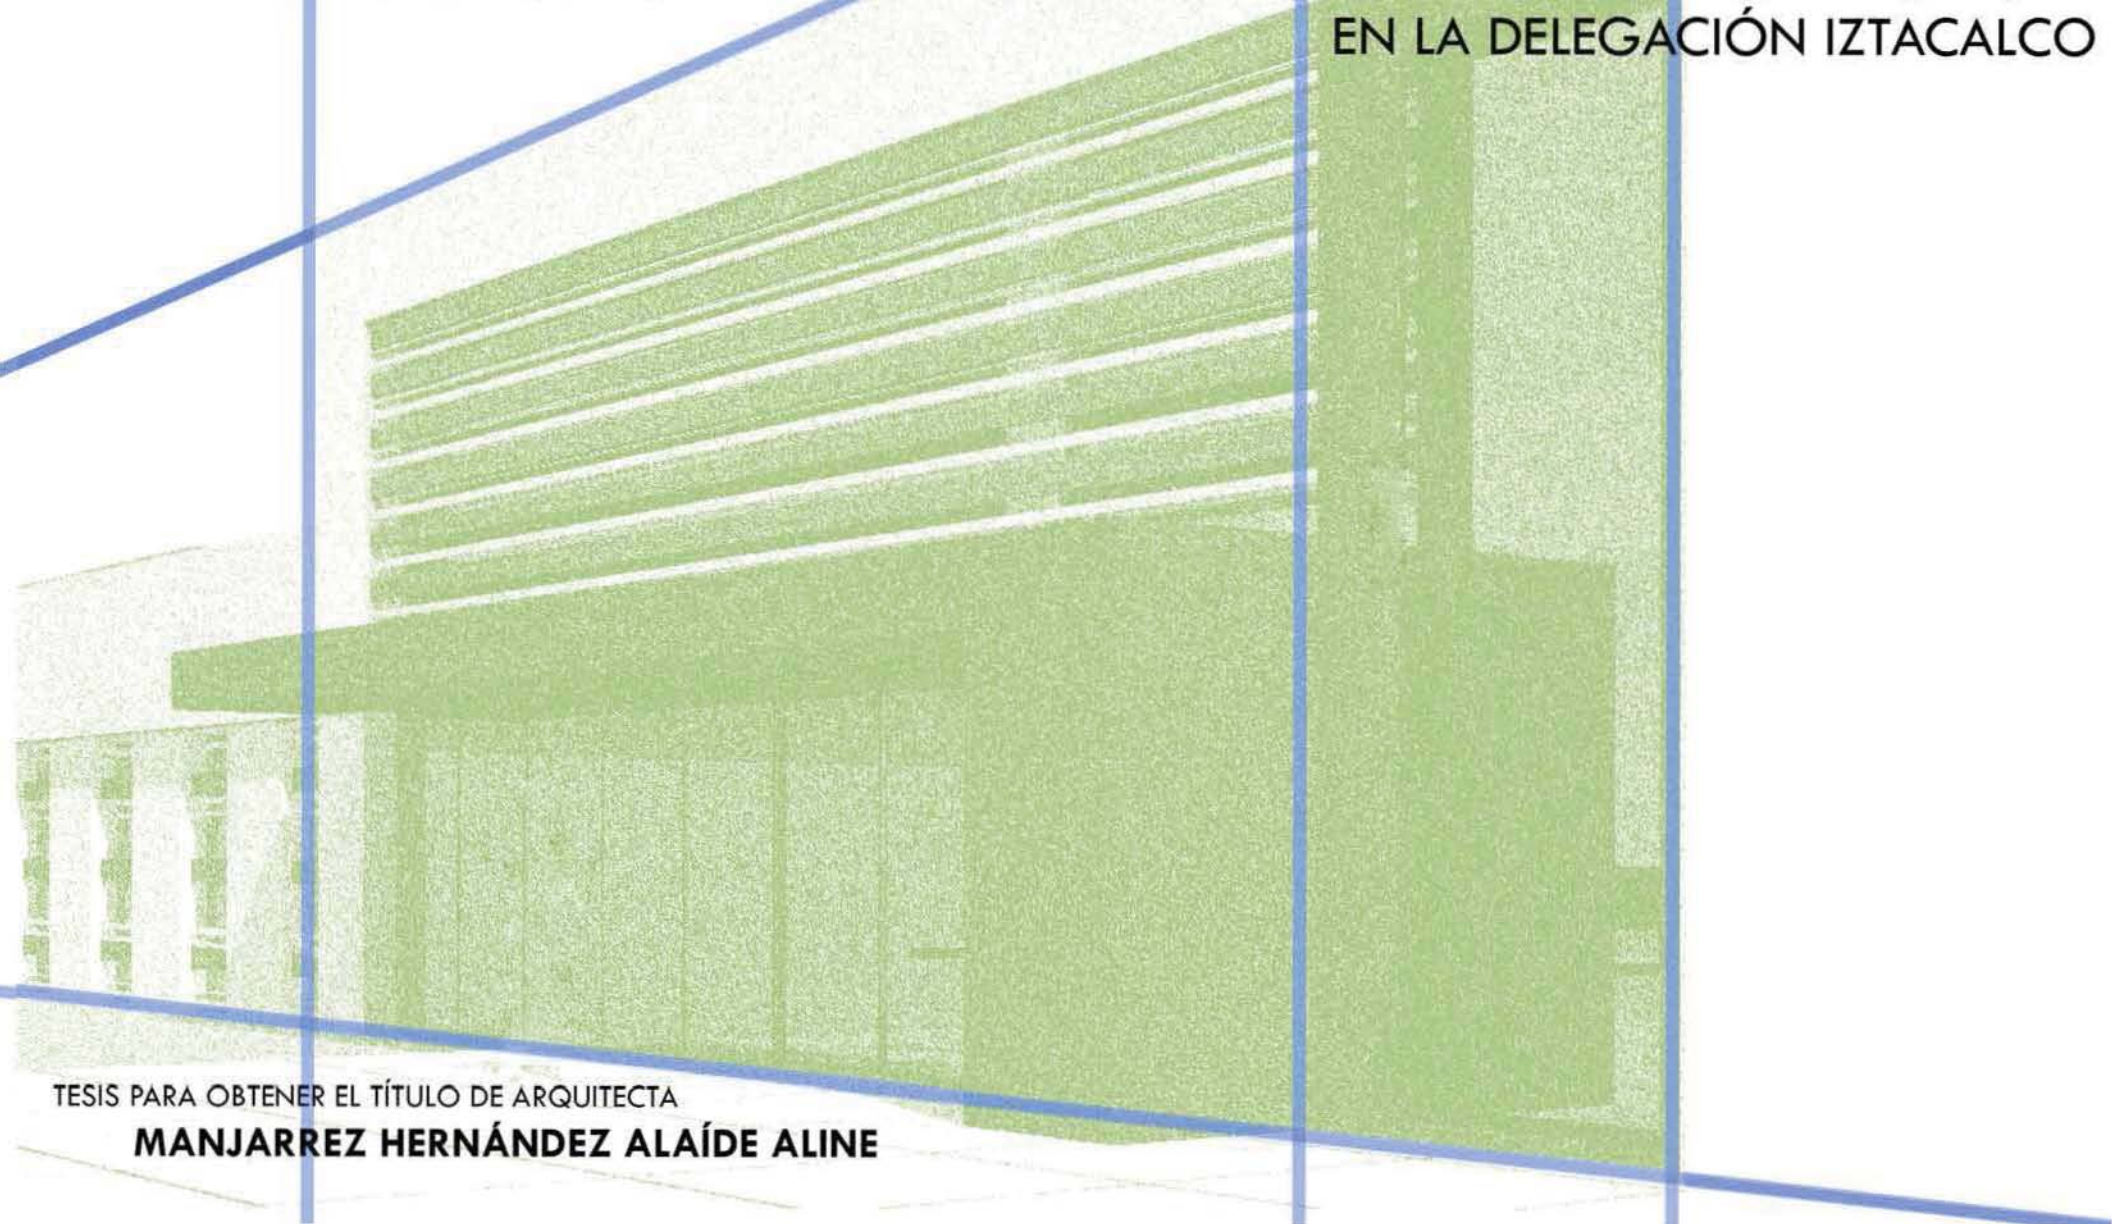 EN LA DELEGACIÓN IZTACALCO
TESIS PARA OBTENER EL TÍTULO DE ARQUITECTA
MANJARREZ HERNÁNDEZ ALAÍDE ALINE